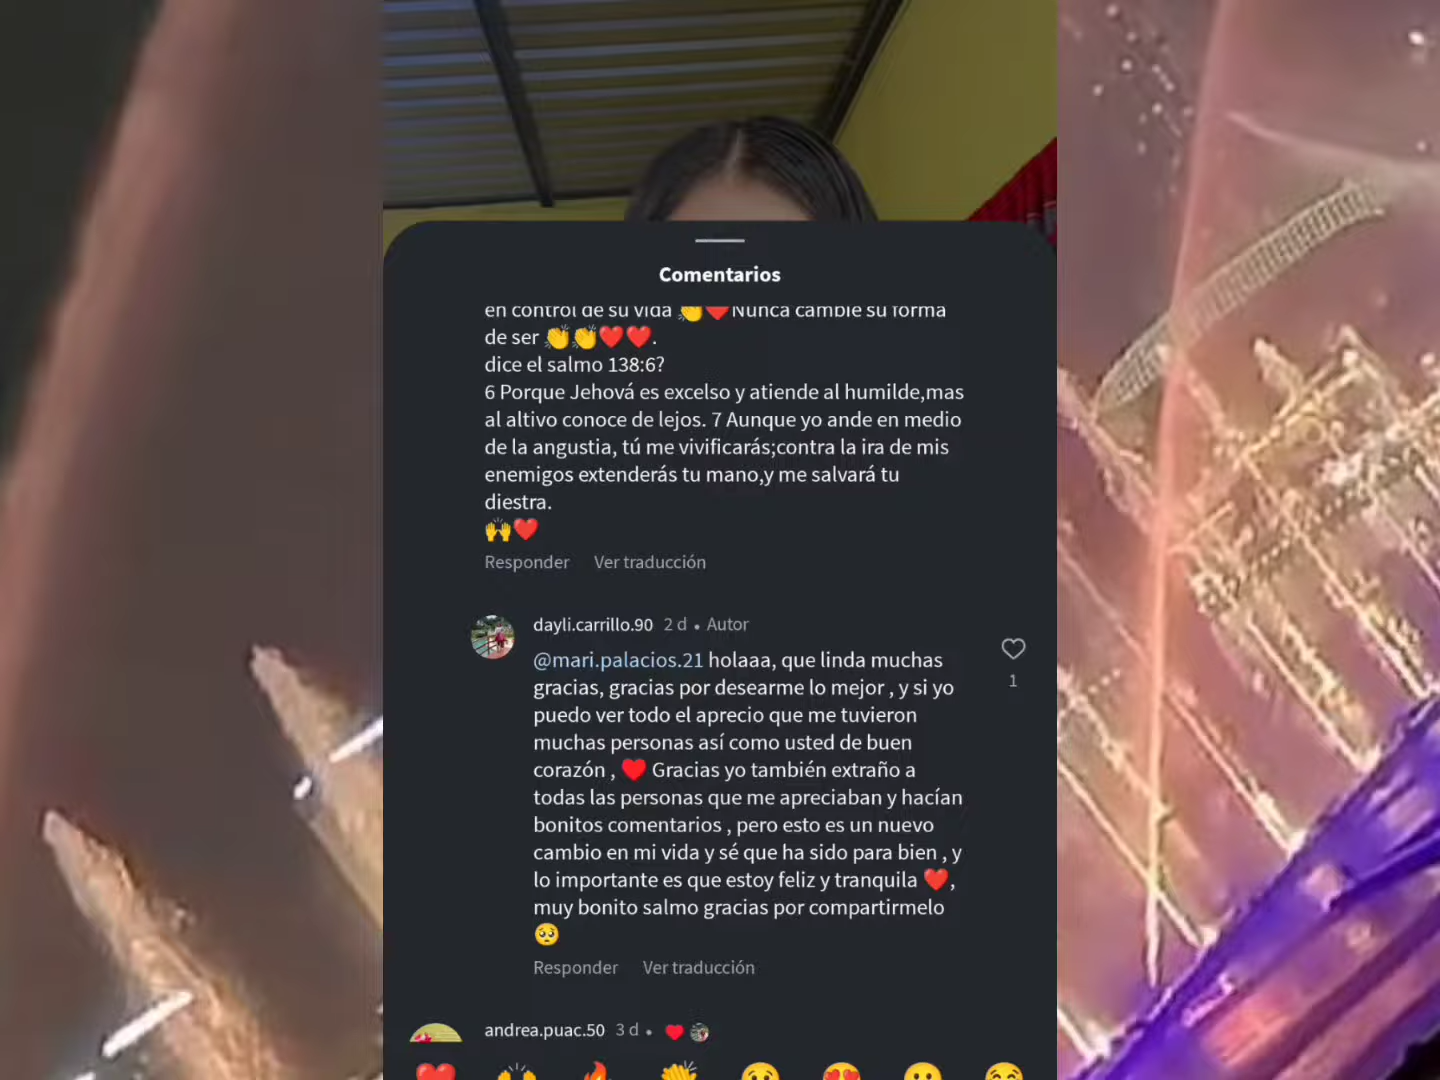 Comentarios
en control de su vida 👏❤️Nunca cambie su forma
de ser 👏👏❤️❤️.
dice el salmo 138:6?
6 Porque Jehová es excelso y atiende al humilde,mas
al altivo conoce de lejos. 7 Aunque yo ande en medio
de la angustia, tú me vivificarás;contra la ira de mis
enemigos extenderás tu mano,y me salvará tu
diestra.
🙌❤️
Responder Ver traducción
dayli.carrillo.90 2 d • Autor
@mari.palacios.21 holaaa, que linda muchas
gracias, gracias por desearme lo mejor , y si yo
puedo ver todo el aprecio que me tuvieron
muchas personas así como usted de buen
corazón , ❤️ Gracias yo también extraño a
todas las personas que me apreciaban y hacían
bonitos comentarios , pero esto es un nuevo
cambio en mi vida y sé que ha sido para bien , y
lo importante es que estoy feliz y tranquila ❤️ ,
muy bonito salmo gracias por compartirmelo
🥺
1
Responder Ver traducción
andrea.puac.50 3 d •